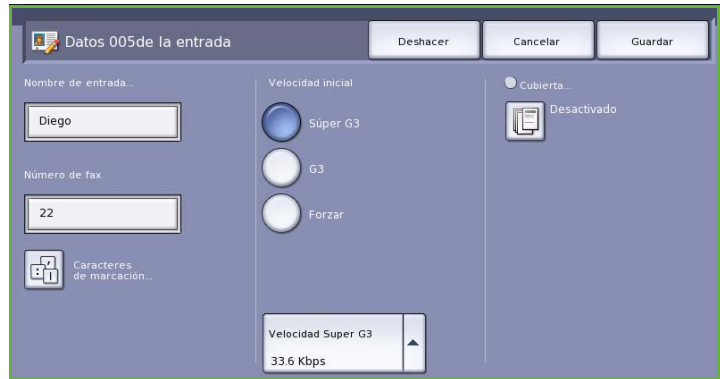 Datos 005de la entrada
Deshacer
Cancelar
Guardar
Nombre de entrada...
Diego
Número de fax
22
Caracteres
de marcación...
Velocidad inicial
Súper G3
G3
Forzar
Velocidad Super G3
33.6 Kbps
Cubierta...
Desactivado